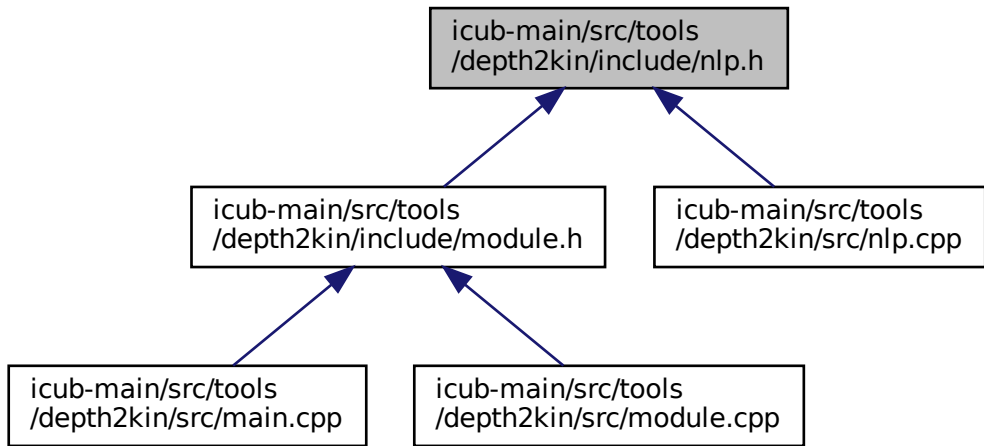 icub-main/src/tools
/depth2kin/include/nlp.h
icub-main/src/tools
/depth2kin/include/module.h
icub-main/src/tools
/depth2kin/src/nlp.cpp
icub-main/src/tools
/depth2kin/src/main.cpp
icub-main/src/tools
/depth2kin/src/module.cpp